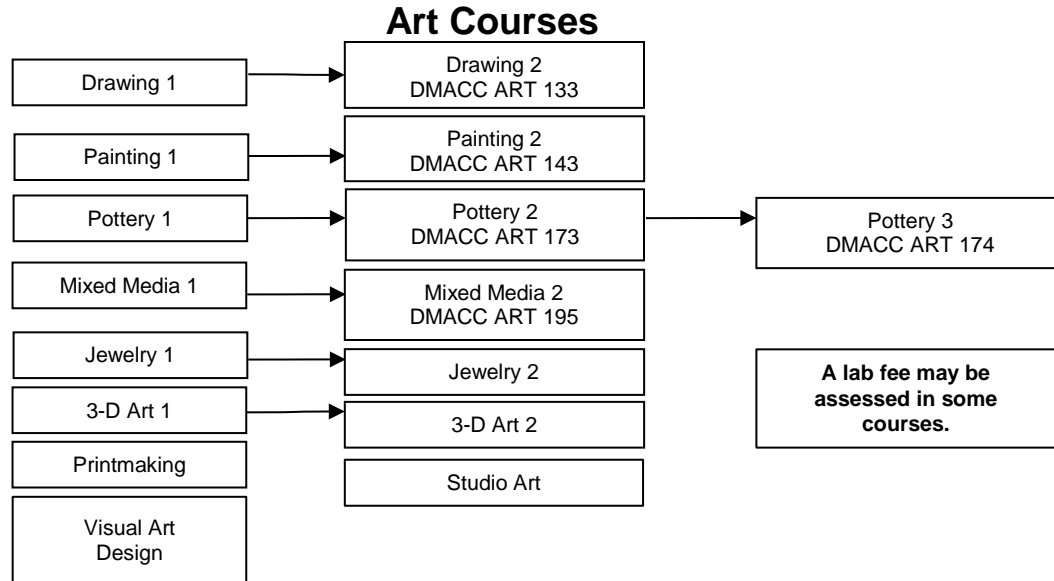 Art Courses
Drawing 1
Drawing 2
DMACC ART 133
Painting 1
Painting 2
DMACC ART 143
Pottery 1
Pottery 2
DMACC ART 173
Pottery 3
DMACC ART 174
Mixed Media 1
Mixed Media 2
DMACC ART 195
Jewelry 1
Jewelry 2
A lab fee may be
assessed in some
courses.
3-D Art 1
3-D Art 2
Printmaking
Studio Art
Visual Art
Design